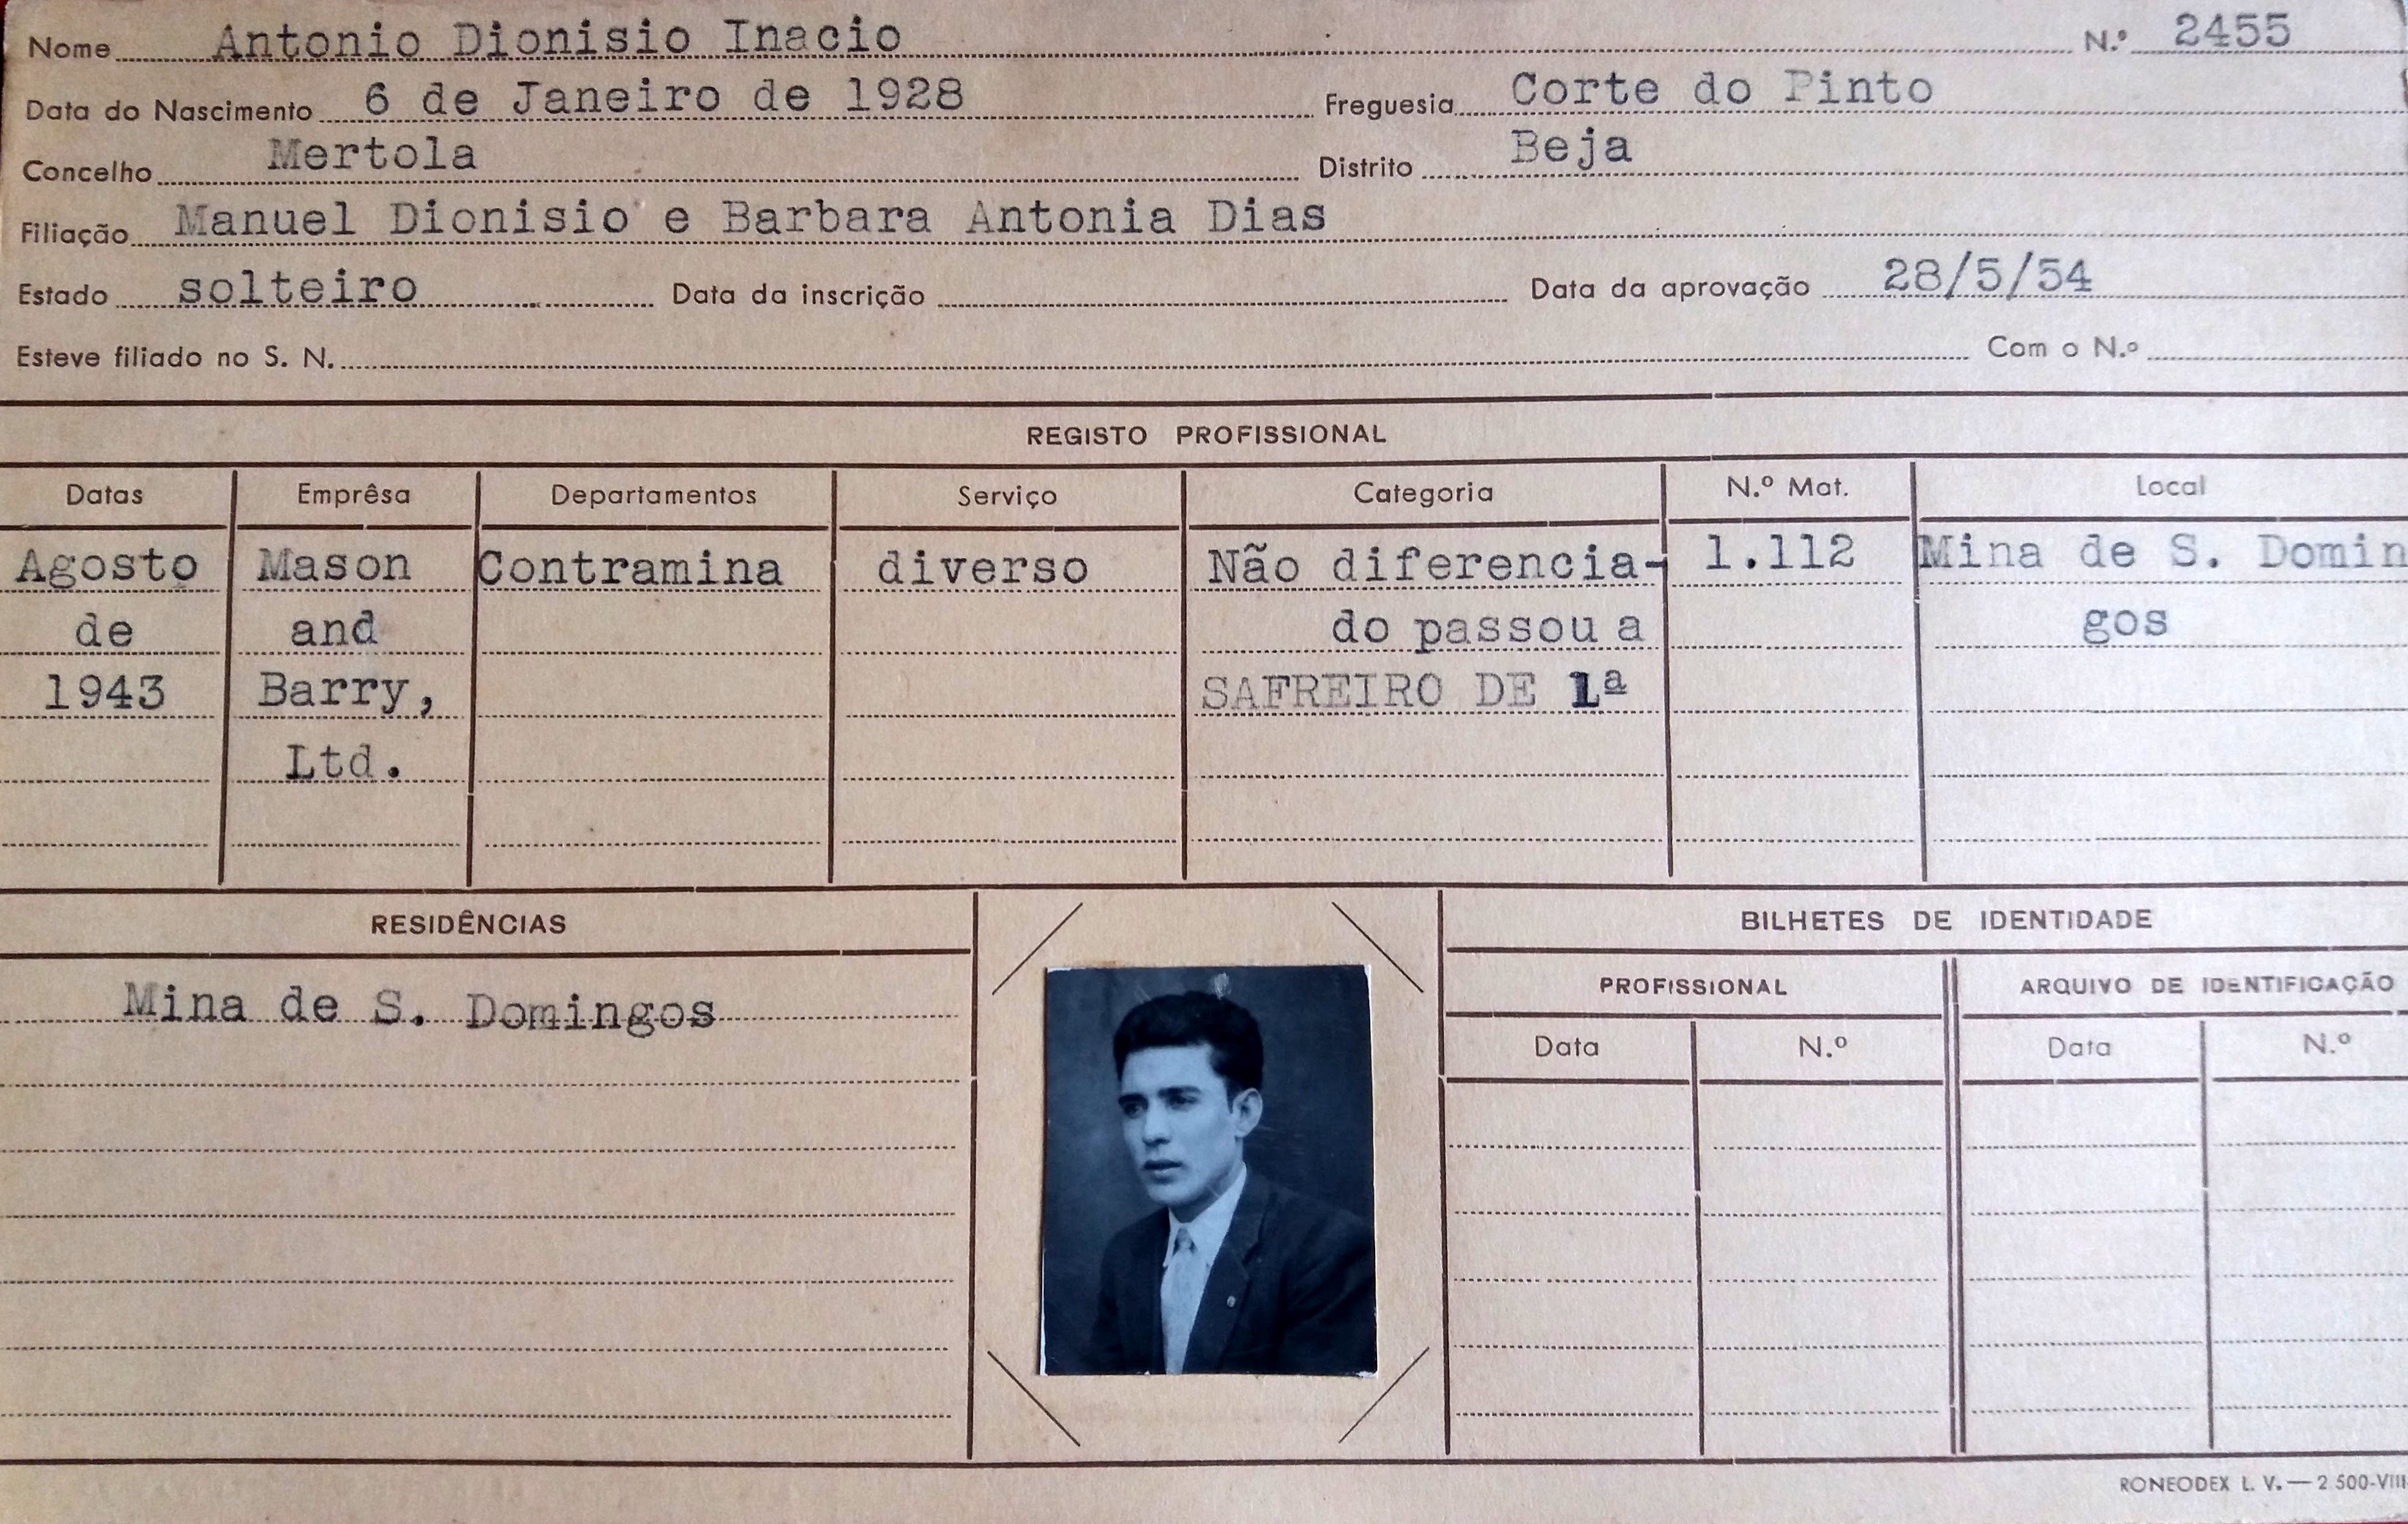 Nome Antonio Dionisio Inacio N.º 2455
Data do Nascimento 6 de Janeiro de 1928 Freguesia Corte do Pinto
Concelho Mertola Distrito Beja
Filiação Manuel Dionisio e Barbara Antonia Dias
Estado solteiro Data da inscrição Data da aprovação 28/5/54
Esteve filiado no S. N. Com o N.º
REGISTO PROFISSIONAL
Datas Emprêsa Departamentos Serviço Categoria N.º Mat. Local
Agosto Mason Contramina diverso Não diferencia- 1.112 Mina de S. Domin
de and do passou a gos
1943 Barry, SAFREIRO DE 1ª
Ltd.
RESIDÊNCIAS BILHETES DE IDENTIDADE
PROFISSIONAL ARQUIVO DE IDENTIFICAÇÃO
Mina de S. Domingos
Data N.º Data N.º
RONEODEX L. V. — 2 500-VIII